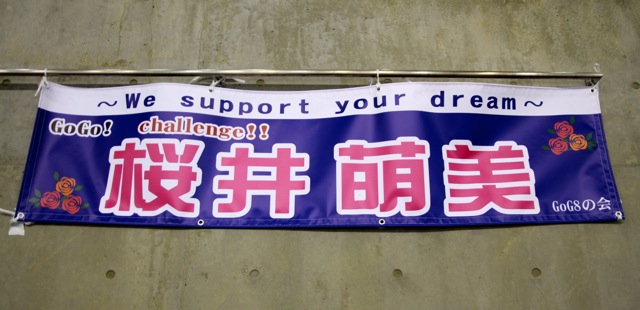 ～We support your dream～
GoGo! challenge!!
桜井 萌美
GoG8の会